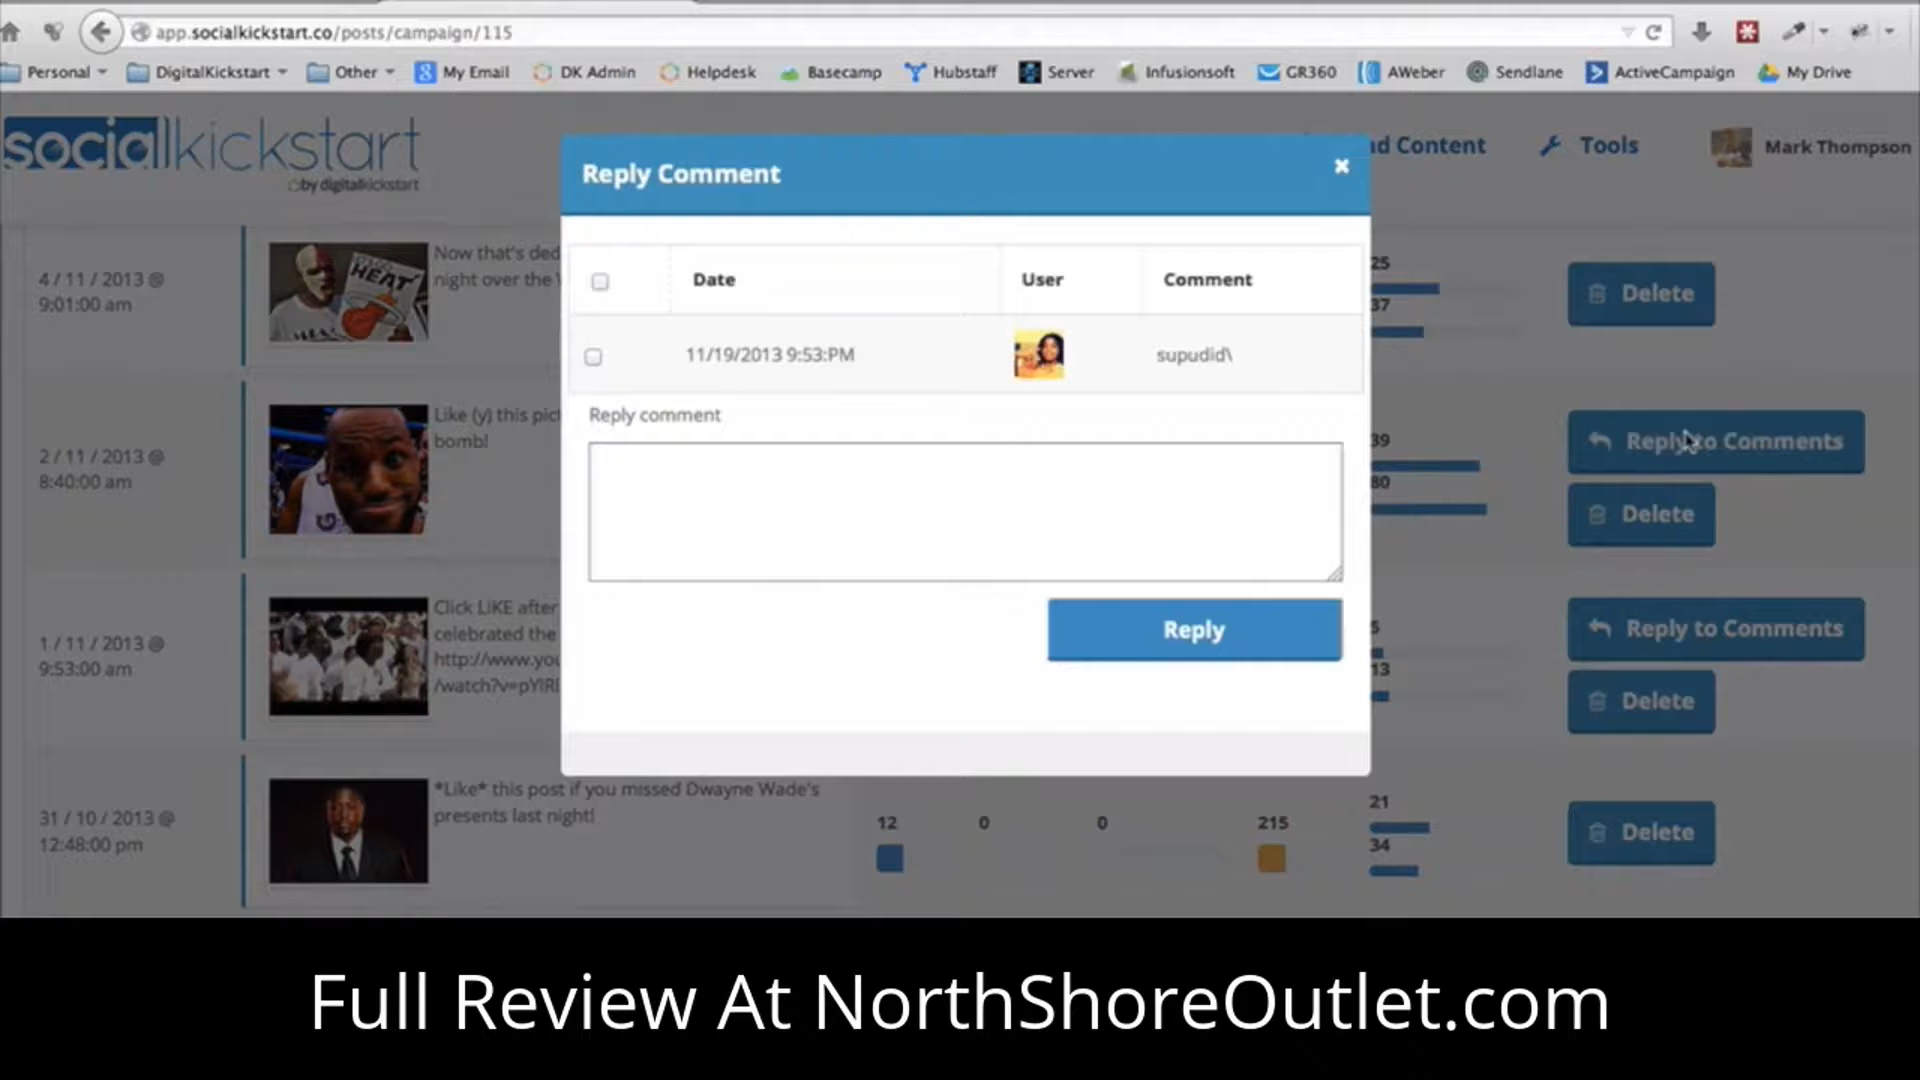 app.socialkickstart.co/posts/campaign/115
Personal DigitalKickstart Other My Email DK Admin Helpdesk Basecamp Hubstaff Server Infusionsoft GR360 AWeber Sendlane ActiveCampaign My Drive
socialkickstart
by digitalkickstart
Content Tools Mark Thompson
Reply Comment
Date User Comment
11/19/2013 9:53:PM supudid\
Reply comment
Reply
4 / 11 / 2013 @
9:01:00 am
Now that's ded
night over the
25
37
Delete
2 / 11 / 2013 @
8:40:00 am
HEAT
Like (y) this pict
bomb!
39
80
Reply to Comments
Delete
1 / 11 / 2013 @
9:53:00 am
Click LIKE after
celebrated the
http://www.you
/watch?v=pYlRl
5
13
Reply to Comments
Delete
31 / 10 / 2013 @
12:48:00 pm
*Like* this post if you missed Dwayne Wade's
presents last night!
12 0 0 215
21
34
Delete
Full Review At NorthShoreOutlet.com